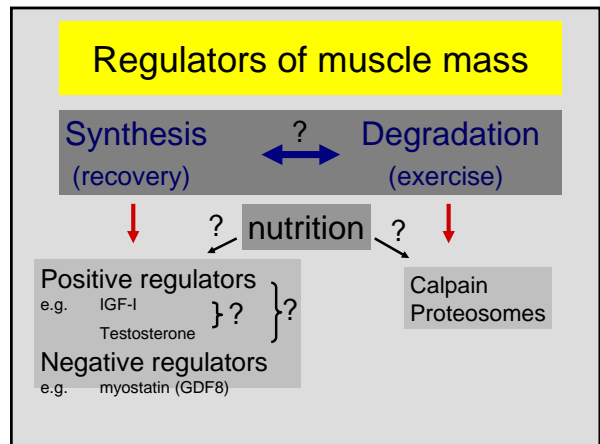 Regulators of muscle mass
Synthesis ? Degradation
(recovery) (exercise)
? nutrition ?
Positive regulators
e.g. IGF-I
} ? } ?
Testosterone
Negative regulators
e.g. myostatin (GDF8)
Calpain
Proteosomes